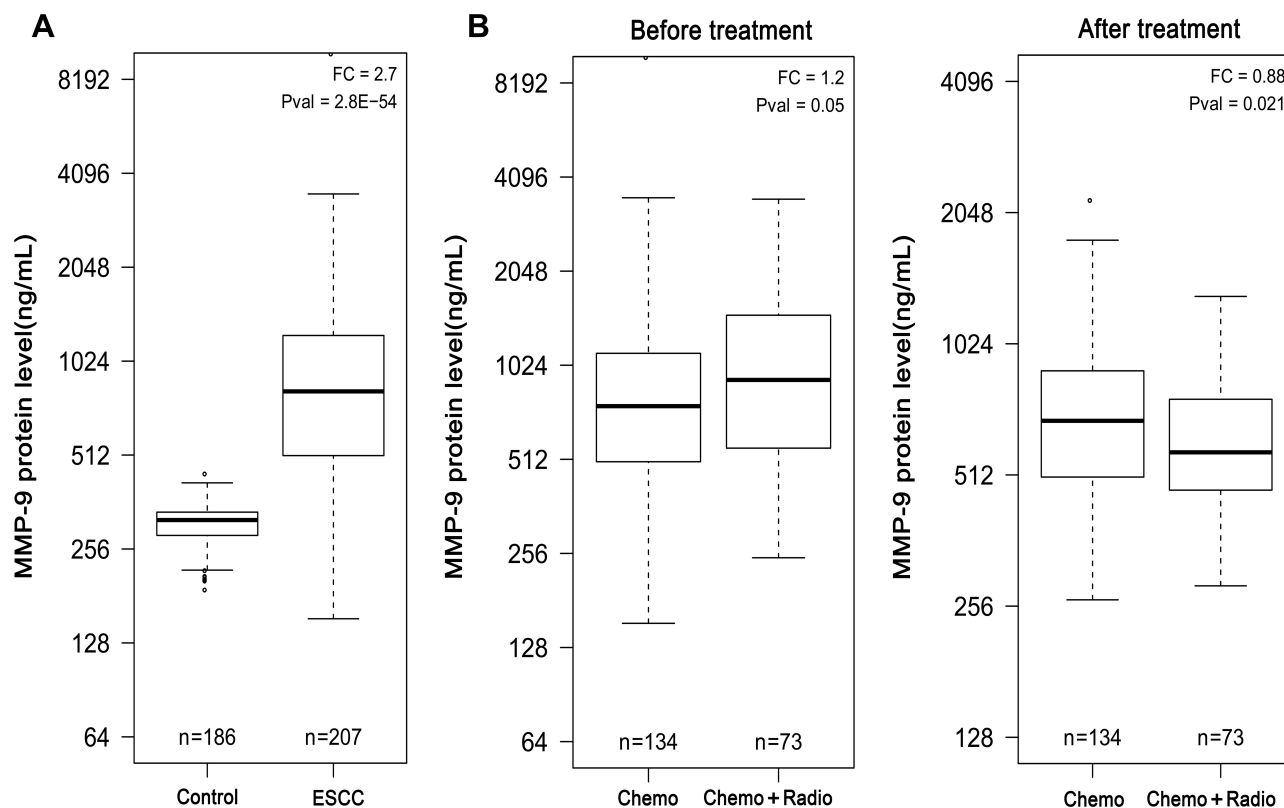 A
MMP-9 protein level(ng/mL)
8192
4096
2048
1024
512
256
128
64
FC = 2.7
Pval = 2.8E−54
n=186
n=207
Control
ESCC
B
Before treatment
MMP-9 protein level(ng/mL)
8192
4096
2048
1024
512
256
128
64
FC = 1.2
Pval = 0.05
n=134
n=73
Chemo
Chemo + Radio
After treatment
MMP-9 protein level(ng/mL)
4096
2048
1024
512
256
128
FC = 0.88
Pval = 0.021
n=134
n=73
Chemo
Chemo + Radio